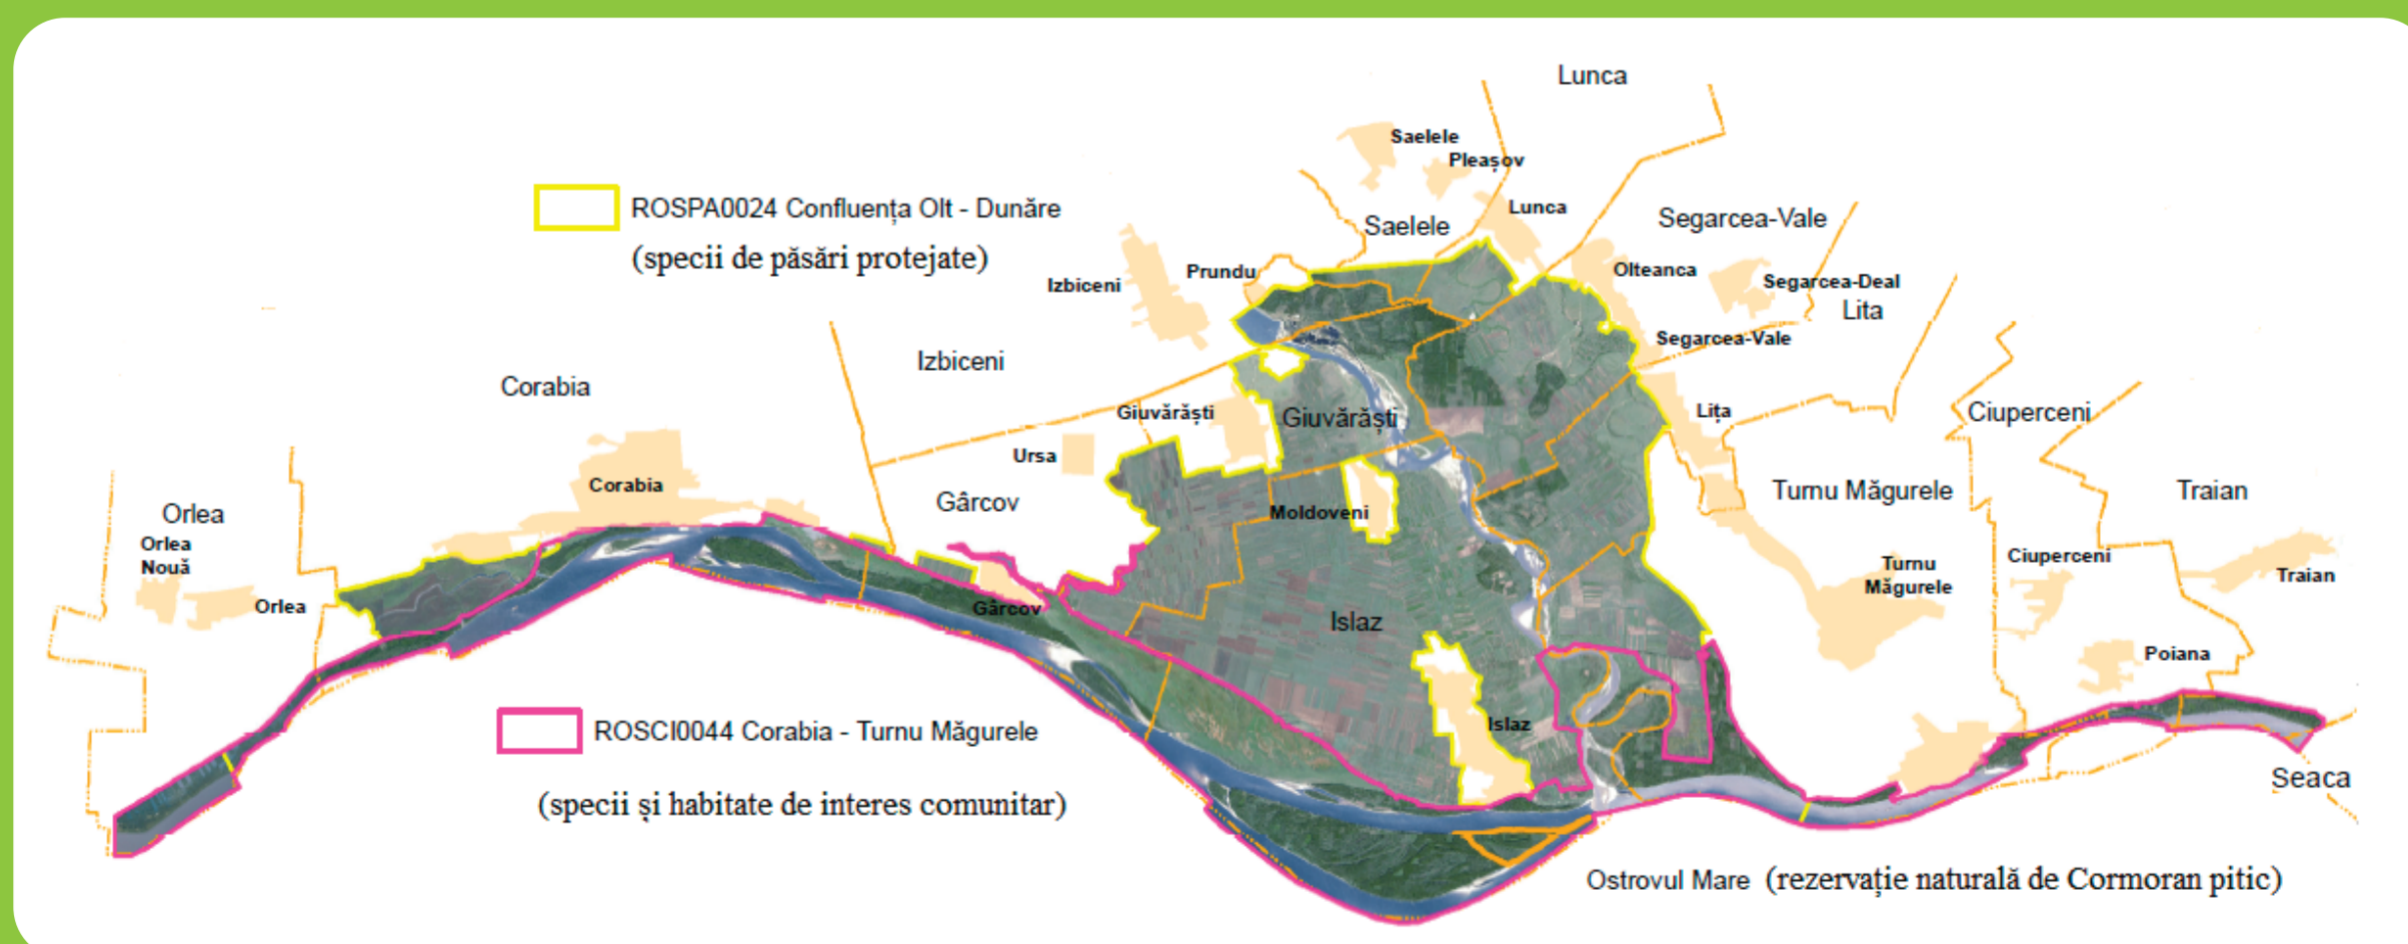 Lunca
Saelele
Pleașov
ROSPA0024 Confluența Olt - Dunăre
(specii de păsări protejate)
Lunca
Saelele
Segarcea-Vale
Izbiceni
Prundu
Olteanca
Segarcea-Deal
Lita
Segarcea-Vale
Izbiceni
Corabia
Giuvărăști
Giuvărăști
Lița
Ciuperceni
Ursa
Corabia
Gârcov
Turnu Măgurele
Traian
Orlea
Moldoveni
Orlea
Nouă
Orlea
Ciuperceni
Turnu
Măgurele
Traian
Gârcov
Islaz
Poiana
ROSCI0044 Corabia - Turnu Măgurele
(specii și habitate de interes comunitar)
Islaz
Seaca
Ostrovul Mare (rezervație naturală de Cormoran pitic)